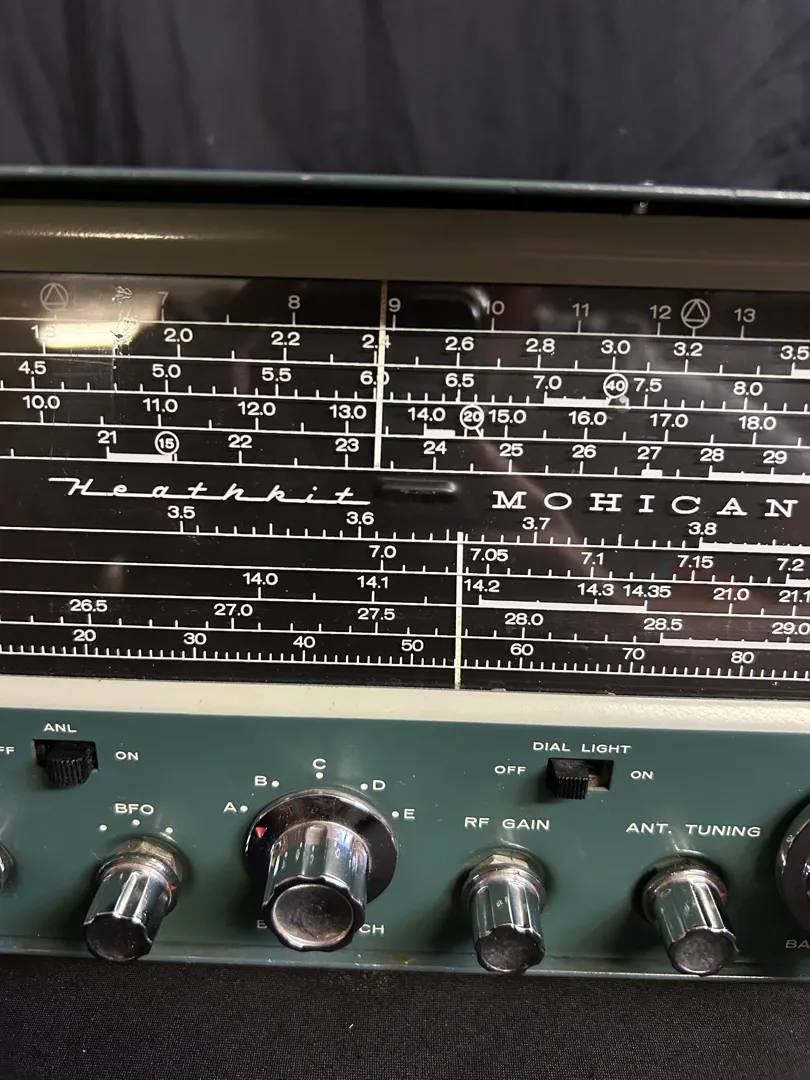 7 8 9 10 11 12 13
2.0 2.2 2.4 2.6 2.8 3.0 3.2 3.5
4.5 5.0 5.5 6.0 6.5 7.0 40 7.5 8.0
10.0 11.0 12.0 13.0 14.0 20 15.0 16.0 17.0 18.0
21 15 22 23 24 25 26 27 28 29
Heathkit MOHICAN
3.5 3.6 3.7 3.8
7.0 7.05 7.1 7.15 7.2
14.0 14.1 14.2 14.3 14.35 21.0 21.1
26.5 27.0 27.5 28.0 28.5 29.0
20 30 40 50 60 70 80
ANL
ON
DIAL LIGHT
OFF ON
BFO
A B C D E
RF GAIN
ANT. TUNING